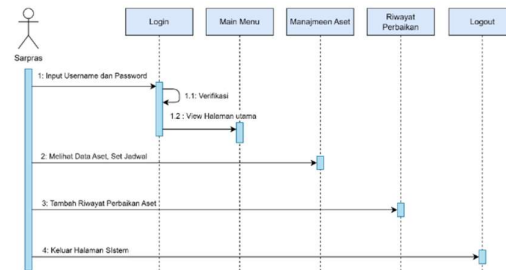 Login
Main Menu
Manajmeen Aset
Riwayat
Perbaikan
Logout
Sarpras
1: Input Username dan Password
1.1: Verifikasi
1.2 : View Halaman utama
2: Melihat Data Aset, Set Jadwal
3: Tambah Riwayat Perbaikan Aset
4: Keluar Halaman Sistem